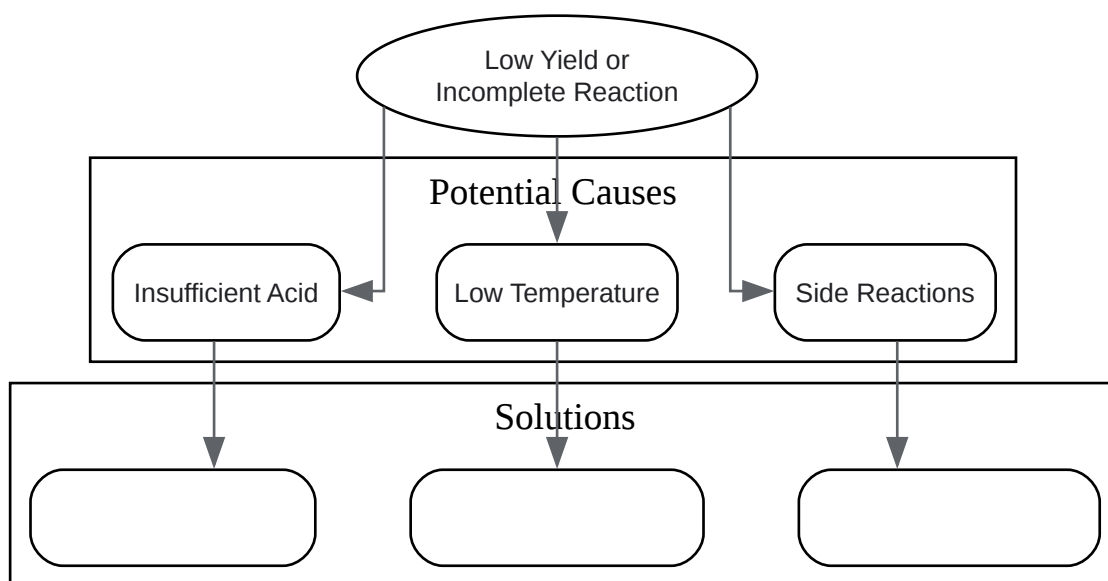 Low Yield or
Incomplete Reaction
Potential Causes
Insufficient Acid
Low Temperature
Side Reactions
Solutions